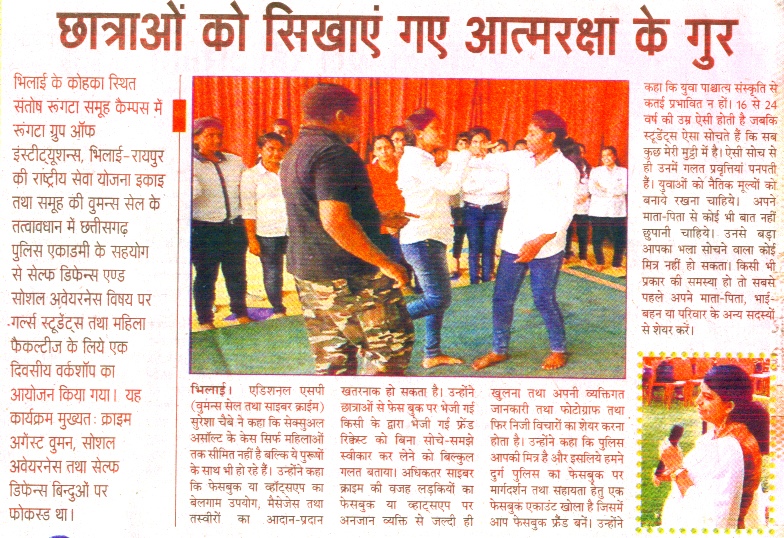 छात्राओं को सिखाएं गए आत्मरक्षा के गुर
भिलाई के कोहका स्थित
संतोष रूंगटा समूह कैम्पस में
रूंगटा ग्रुप ऑफ
इंस्टीट्यूशन्स, भिलाई-रायपुर
की राष्ट्रीय सेवा योजना इकाइ
तथा समूह की वुमन्स सेल के
तत्वावधान में छत्तीसगढ़
पुलिस एकाडमी के सहयोग
से सेल्फ डिफेन्स एण्ड
सोशल अवेयरनेस विषय पर
गर्ल्स स्टूडेंट्स तथा महिला
फैकल्टीज के लिये एक
दिवसीय वर्कशॉप का
आयोजन किया गया। यह
कार्यक्रम मुख्यत: क्राइम
अगेंस्ट वुमन, सोशल
अवेयरनेस तथा सेल्फ
डिफेन्स बिन्दुओं पर
फोकस्ड था।
भिलाई। एडिशनल एसपी
(वुमन्स सेल तथा साइबर क्राईम)
सुरेशा चैबे ने कहा कि सेक्सुअल
असॉल्ट के केस सिर्फ महिलाओं
तक सीमित नहीं है बल्कि ये पुरूषों
के साथ भी हो रहे हैं। उन्होंने कहा
कि फेसबुक या व्हॉट्सएप का
बेलगाम उपयोग, मैसेजेस तथा
तस्वीरों का आदान-प्रदान
खतरनाक हो सकता है। उन्होंने
छात्राओं से फेस बुक पर भेजी गई
किसी के द्वारा भेजी गई फ्रेंड
रिक्वेस्ट को बिना सोचे-समझे
स्वीकार कर लेने को बिल्कुल
गलत बताया। अधिकतर साइबर
क्राइम की वजह लड़कियों का
फेसबुक या व्हाट्सएप पर
अनजान व्यक्ति से जल्दी ही
खुलना तथा अपनी व्यक्तिगत
जानकारी तथा फोटोग्राफ तथा
फिर निजी विचारों का शेयर करना
होता है। उन्होंने कहा कि पुलिस
आपकी मित्र है और इसलिये हमने
दुर्ग पुलिस का फेसबुक पर
मार्गदर्शन तथा सहायता हेतु एक
फेसबुक एकाउंट खोला है जिसमें
आप फेसबुक फ्रैंड बनें। उन्होंने
कहा कि युवा पाश्चात्य संस्कृति से
कतई प्रभावित न हों। 16 से 24
वर्ष की उम्र ऐसी होती है जबकि
स्टूडेंट्स ऐसा सोचते हैं कि सब
कुछ मेरी मुट्ठी में है। ऐसी सोच से
ही उनमें गलत प्रवृत्तियां पनपती
हैं। युवाओं को नैतिक मूल्यों को
बनाये रखना चाहिये। अपने
माता-पिता से कोई भी बात नहीं
छुपानी चाहिये। उनसे बड़ा
आपका भला सोचने वाला कोई
मित्र नहीं हो सकता। किसी भी
प्रकार की समस्या हो तो सबसे
पहले अपने माता-पिता, भाई-
बहन या परिवार के अन्य सदस्यों
से शेयर करें।